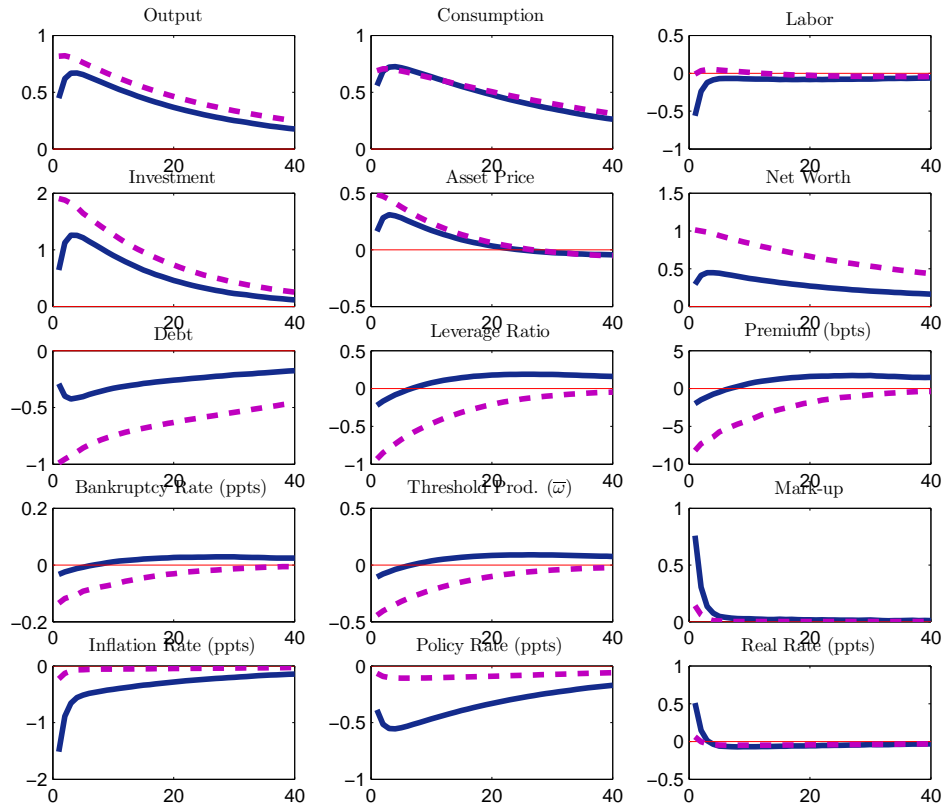 Output
Consumption
Labor
1
0.5
0
0 20 40
1
0.5
0
0 20 40
0.5
0
−0.5
−1
0 20 40
Investment
Asset Price
Net Worth
2
1
0
0 20 40
0.5
0
−0.5
0 20 40
1.5
1
0.5
0
0 20 40
Debt
Leverage Ratio
Premium (bpts)
0
−0.5
−1
0 20 40
0.5
0
−0.5
−1
0 20 40
5
0
−5
−10
0 20 40
Bankruptcy Rate (ppts)
Threshold Prod. (ω̅)
Mark-up
0.2
0
−0.2
0 20 40
0.5
0
−0.5
0 20 40
1
0.5
0
0 20 40
Inflation Rate (ppts)
Policy Rate (ppts)
Real Rate (ppts)
0
−1
−2
0 20 40
0
−0.5
−1
0 20 40
1
0.5
0
−0.5
0 20 40